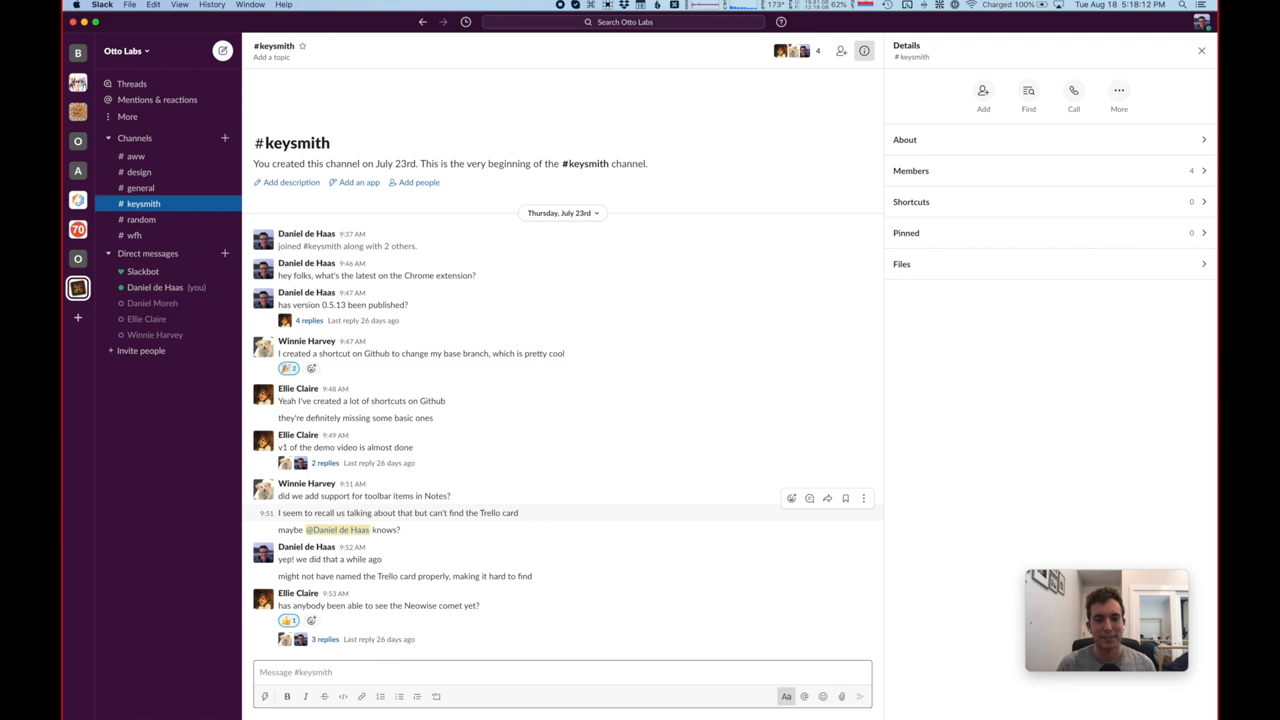 Slack File Edit View History Window Help
173°
62%
Charged 100%
Tue Aug 18 5:18:12 PM
Search Otto Labs
B
O
A
70
O
Otto Labs
Threads
Mentions & reactions
More
Channels
# aww
# design
# general
# keysmith
# random
# wfh
Direct messages
Slackbot
Daniel de Haas (you)
Daniel Moreh
Ellie Claire
Winnie Harvey
+ Invite people
#keysmith
Add a topic
4
#keysmith
You created this channel on July 23rd. This is the very beginning of the #keysmith channel.
Add description Add an app Add people
Thursday, July 23rd
Daniel de Haas 9:37 AM
joined #keysmith along with 2 others.
Daniel de Haas 9:46 AM
hey folks, what's the latest on the Chrome extension?
Daniel de Haas 9:47 AM
has version 0.5.13 been published?
4 replies Last reply 26 days ago
Winnie Harvey 9:47 AM
I created a shortcut on Github to change my base branch, which is pretty cool
2
Ellie Claire 9:48 AM
Yeah I've created a lot of shortcuts on Github
they're definitely missing some basic ones
Ellie Claire 9:49 AM
v1 of the demo video is almost done
2 replies Last reply 26 days ago
Winnie Harvey 9:51 AM
did we add support for toolbar items in Notes?
9:51 I seem to recall us talking about that but can't find the Trello card
maybe @Daniel de Haas knows?
Daniel de Haas 9:52 AM
yep! we did that a while ago
might not have named the Trello card properly, making it hard to find
Ellie Claire 9:53 AM
has anybody been able to see the Neowise comet yet?
1
3 replies Last reply 26 days ago
Message #keysmith
B I S Aa @
Details
# keysmith
Add Find Call More
About
Members 4
Shortcuts 0
Pinned 0
Files